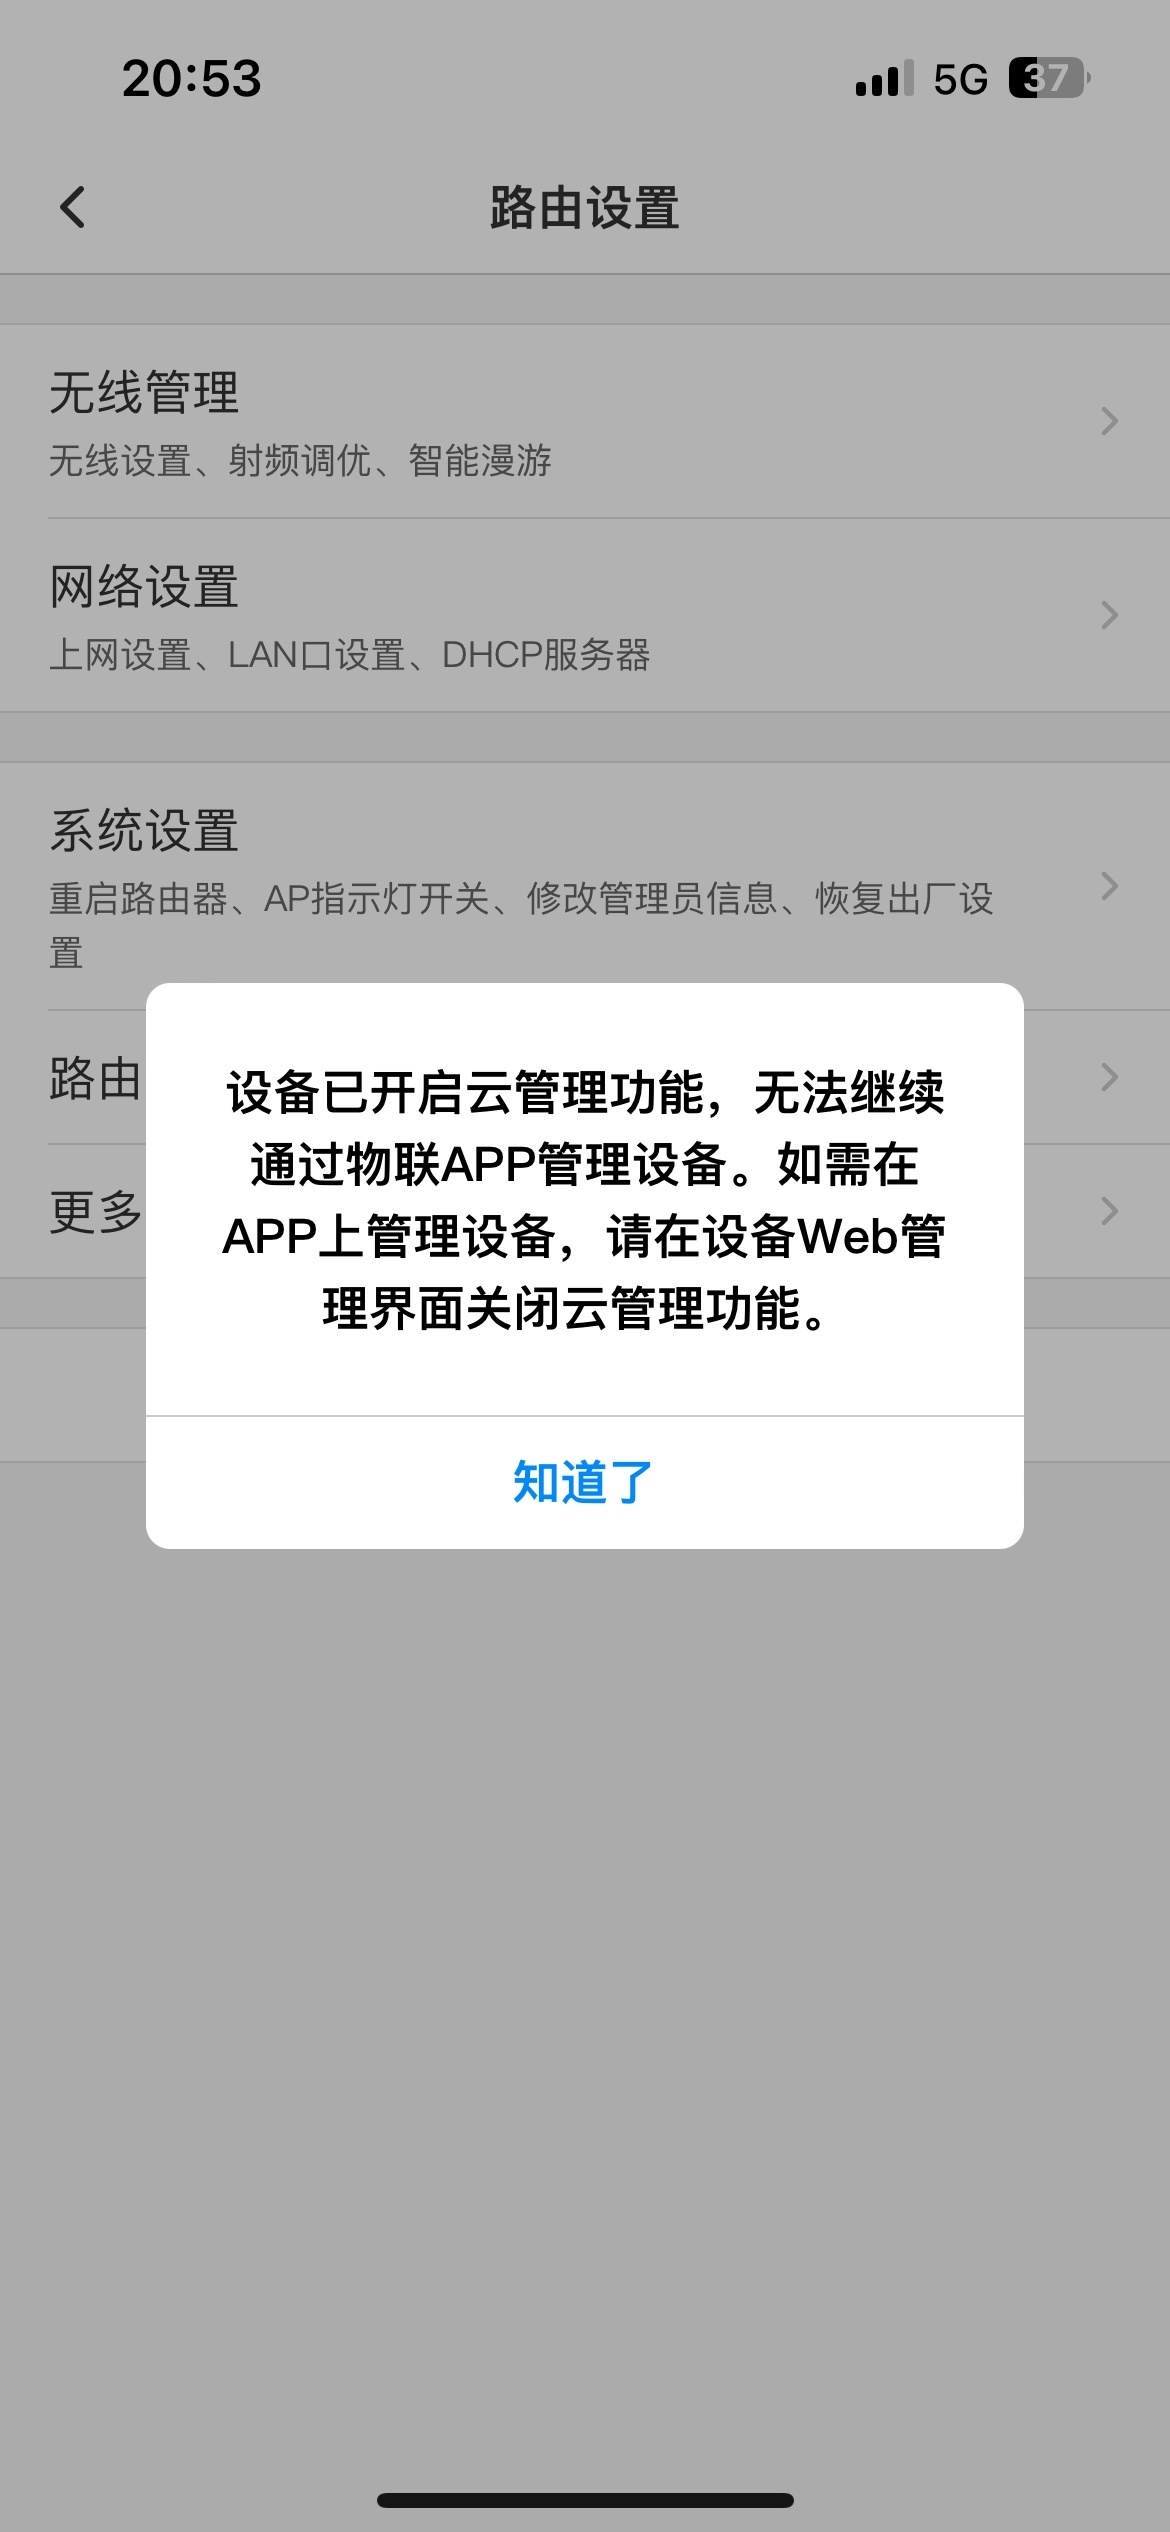 20:53
5G
37
路由设置
无线管理
无线设置、射频调优、智能漫游
网络设置
上网设置、LAN口设置、DHCP服务器
系统设置
重启路由器、AP指示灯开关、修改管理员信息、恢复出厂设
置
路由
更多
设备已开启云管理功能，无法继续
通过物联APP管理设备。如需在
APP上管理设备，请在设备Web管
理界面关闭云管理功能。
知道了